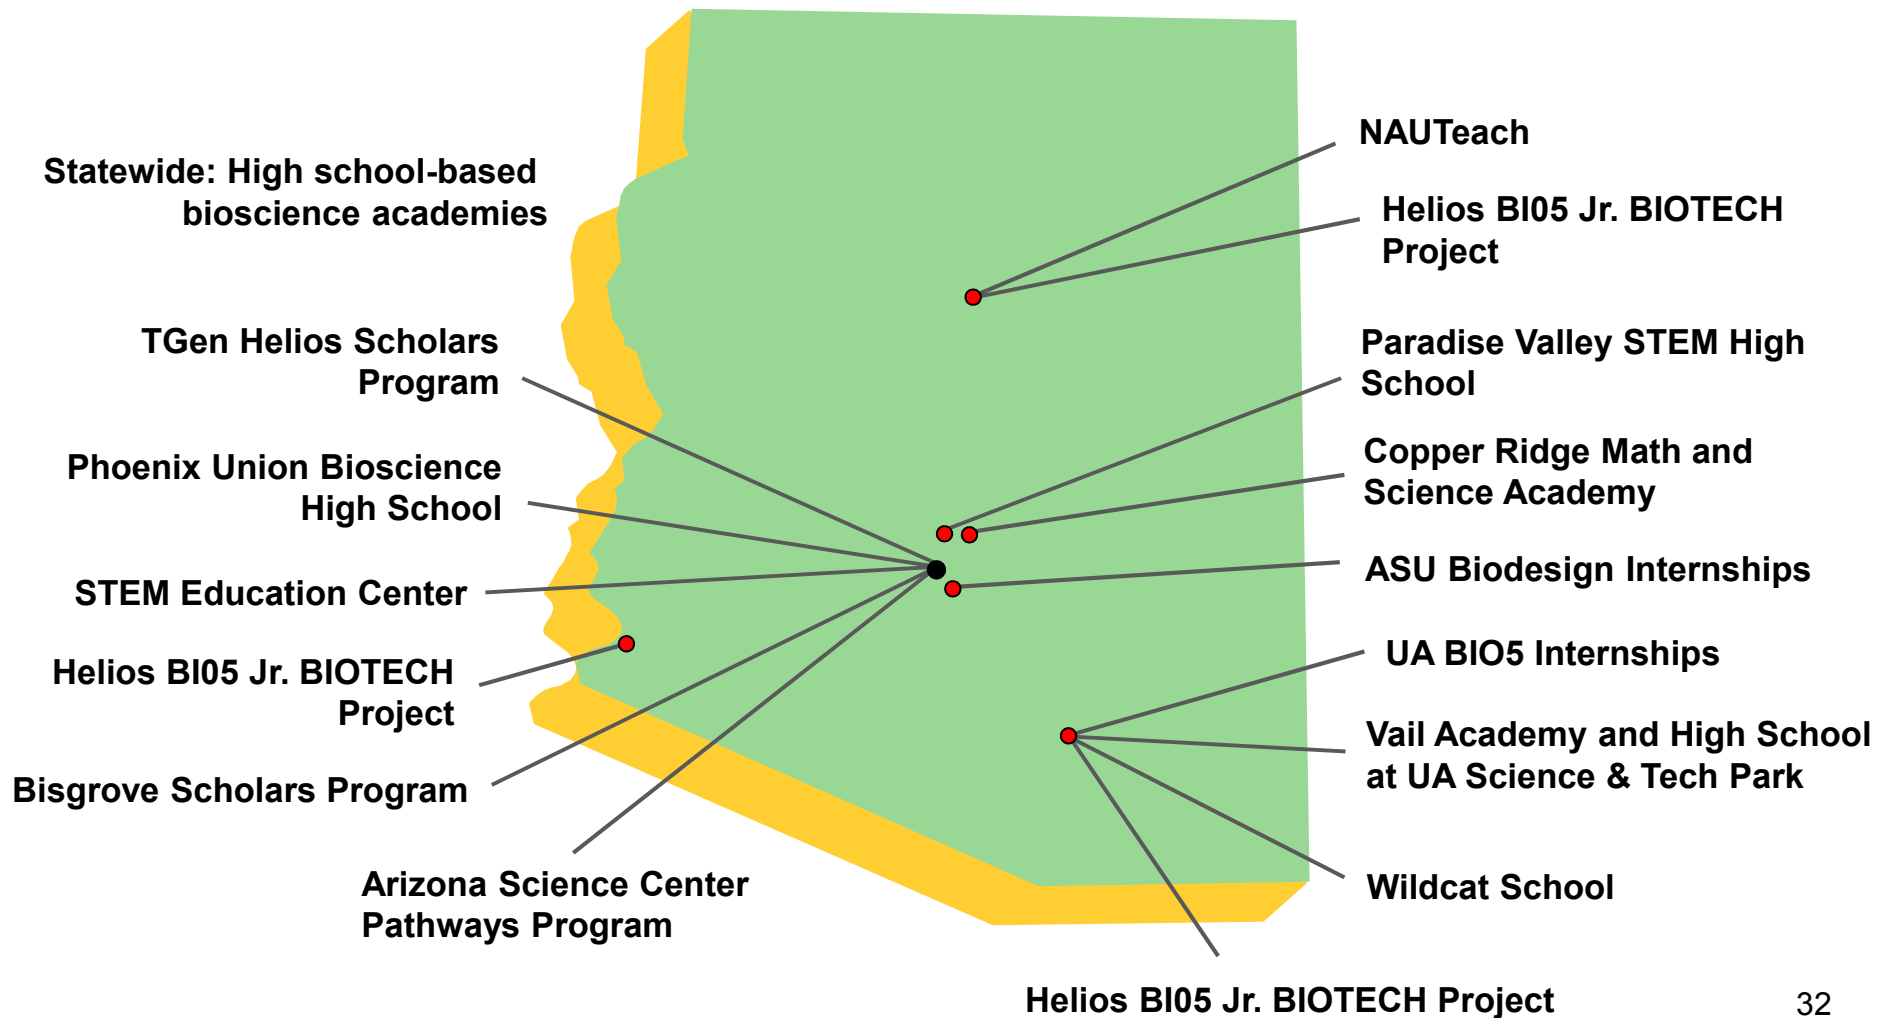 Statewide: High school-based
bioscience academies
TGen Helios Scholars
Program
Phoenix Union Bioscience
High School
STEM Education Center
Helios BI05 Jr. BIOTECH
Project
Bisgrove Scholars Program
Arizona Science Center
Pathways Program
NAUTeach
Helios BI05 Jr. BIOTECH
Project
Paradise Valley STEM High
School
Copper Ridge Math and
Science Academy
ASU Biodesign Internships
UA BIO5 Internships
Vail Academy and High School
at UA Science & Tech Park
Wildcat School
Helios BI05 Jr. BIOTECH Project
32